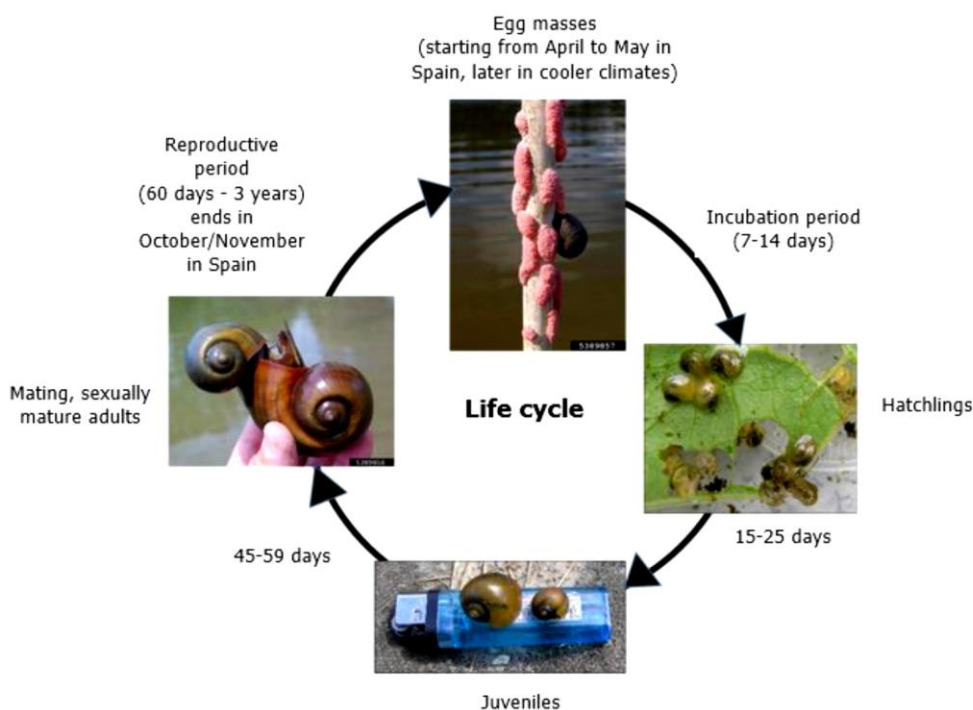 Egg masses
(starting from April to May in
Spain, later in cooler climates)
Reproductive
period
(60 days - 3 years)
ends in
October/November
in Spain
Incubation period
(7-14 days)
5389857
Mating, sexually
mature adults
Life cycle
Hatchlings
45-59 days
15-25 days
Juveniles